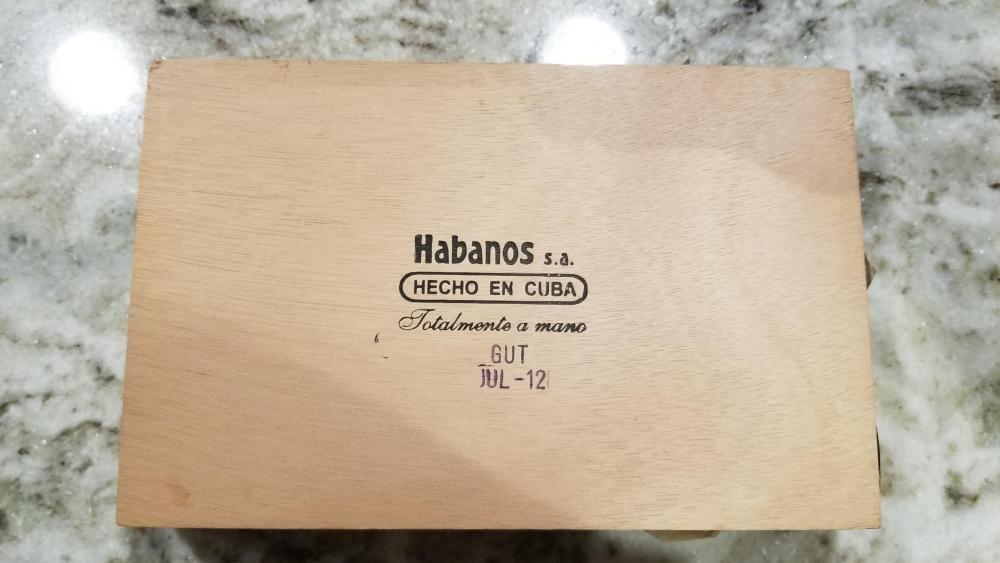 Habanos s.a.
HECHO EN CUBA
Totalmente a mano
GUT
JUL-12